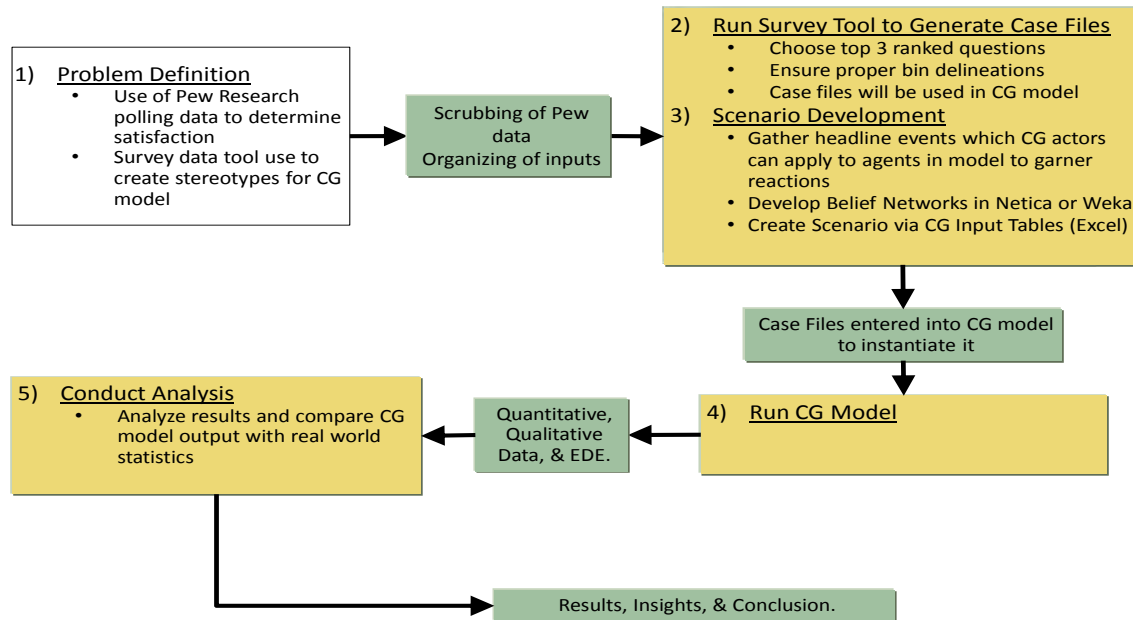 1) Problem Definition
• Use of Pew Research
polling data to determine
satisfaction
• Survey data tool use to
create stereotypes for CG
model
Scrubbing of Pew
data
Organizing of inputs
2) Run Survey Tool to Generate Case Files
• Choose top 3 ranked questions
• Ensure proper bin delineations
• Case files will be used in CG model
3) Scenario Development
• Gather headline events which CG actors
can apply to agents in model to garner
reactions
• Develop Belief Networks in Netica or Weka
• Create Scenario via CG Input Tables (Excel)
Case Files entered into CG model
to instantiate it
4) Run CG Model
Quantitative,
Qualitative
Data, & EDE.
5) Conduct Analysis
• Analyze results and compare CG
model output with real world
statistics
Results, Insights, & Conclusion.